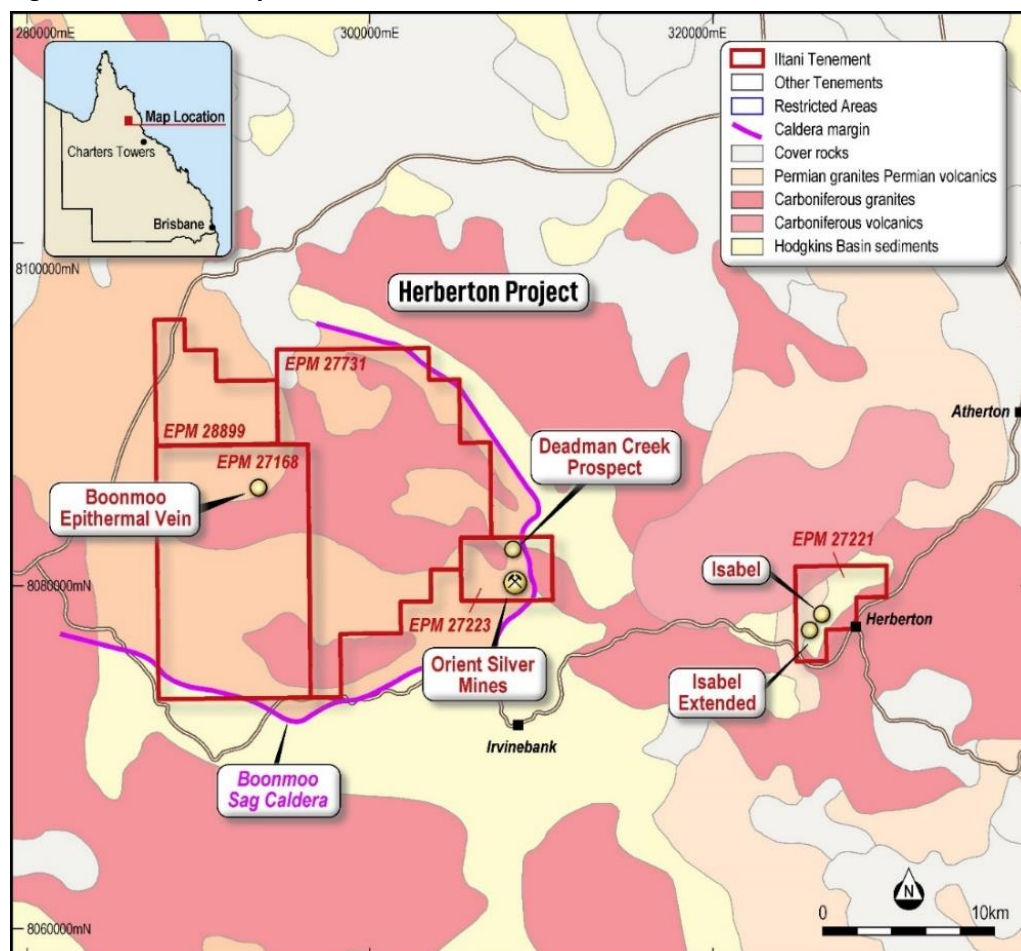 280000mE
300000mE
320000mE
Map Location
Charters Towers
Brisbane
Iltani Tenement
Other Tenements
Restricted Areas
Caldera margin
Cover rocks
Permian granites Permian volcanics
Carboniferous granites
Carboniferous volcanics
Hodgkins Basin sediments
8100000mN
Herberton Project
EPM 27731
Atherton
EPM 28899
EPM 27168
Deadman Creek
Prospect
Boonmoo
Epithermal Vein
EPM 27221
Isabel
8080000mN
EPM 27223
Herberton
Orient Silver
Mines
Isabel
Extended
Irvinebank
Boonmoo
Sag Caldera
N
0
10km
8060000mN